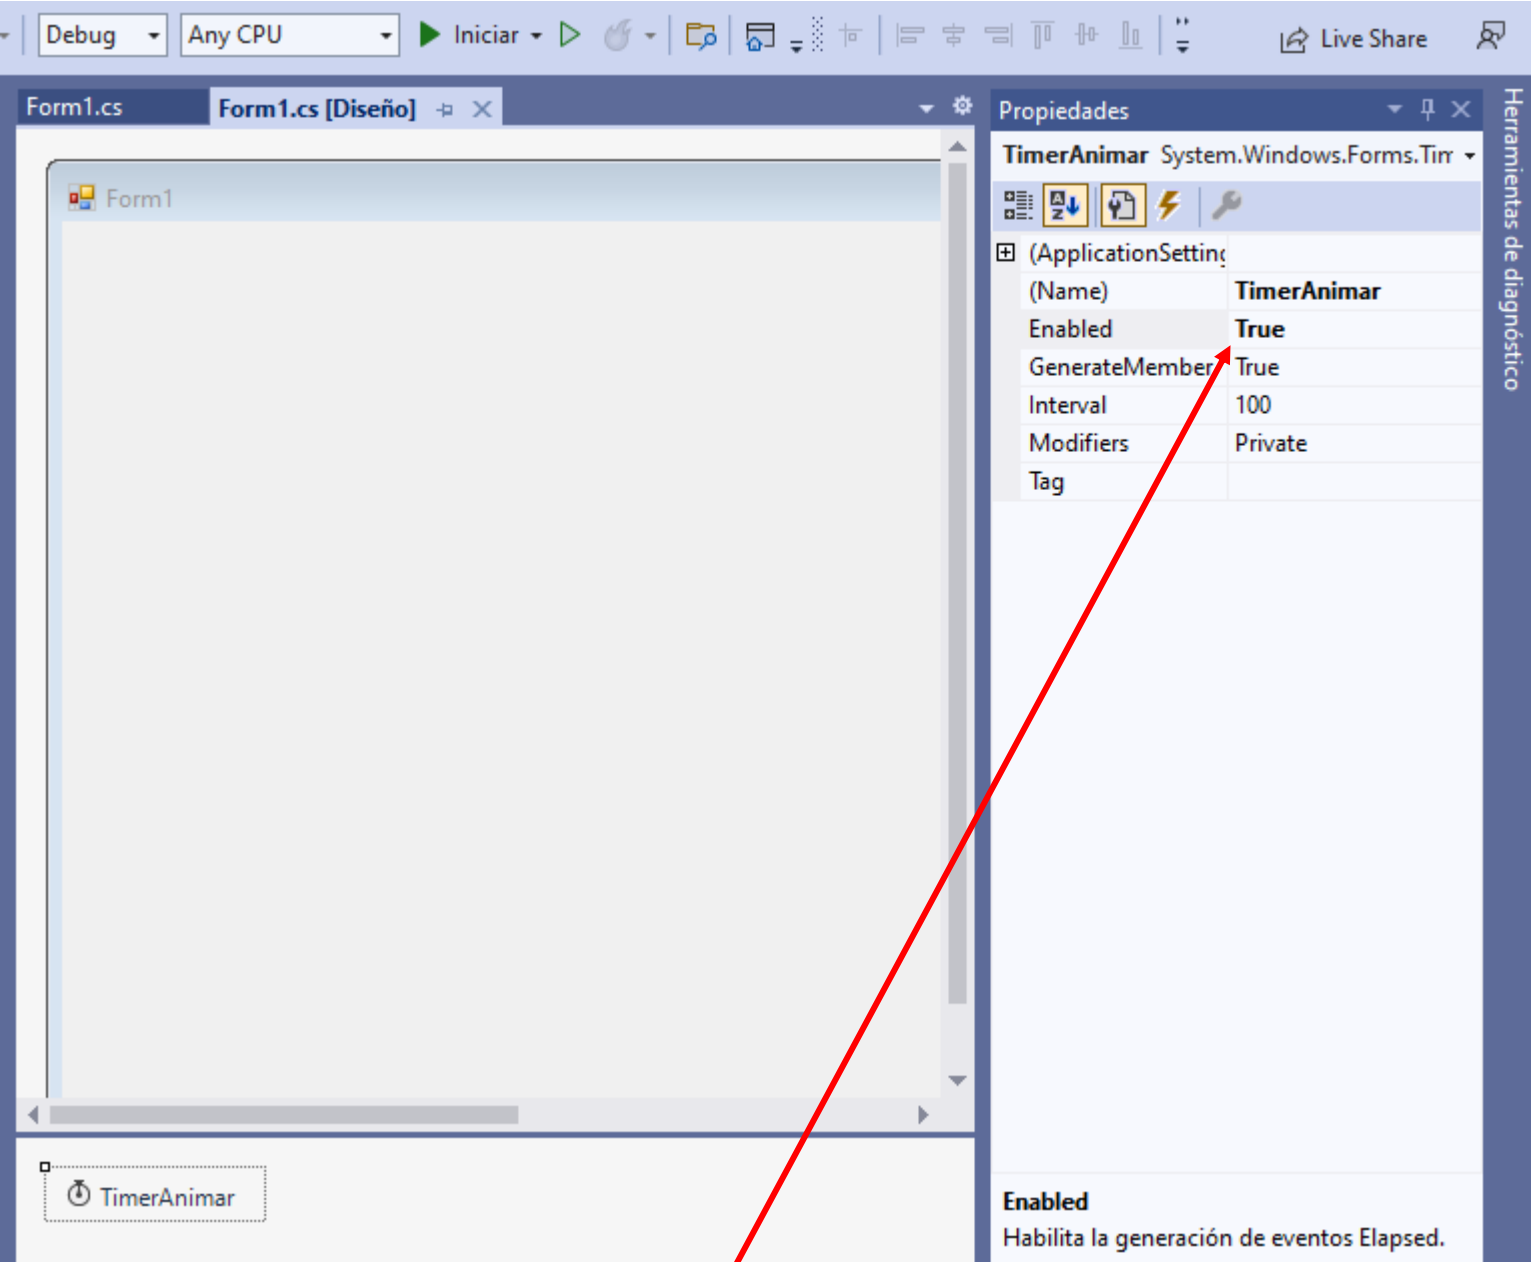 Debug Any CPU Iniciar Live Share
Form1.cs Form1.cs [Diseño]
Form1
Propiedades
TimerAnimar System.Windows.Forms.Tim
(ApplicationSetting
(Name) TimerAnimar
Enabled True
GenerateMember True
Interval 100
Modifiers Private
Tag
Enabled
Habilita la generación de eventos Elapsed.
TimerAnimar
Herramientas de diagnóstico